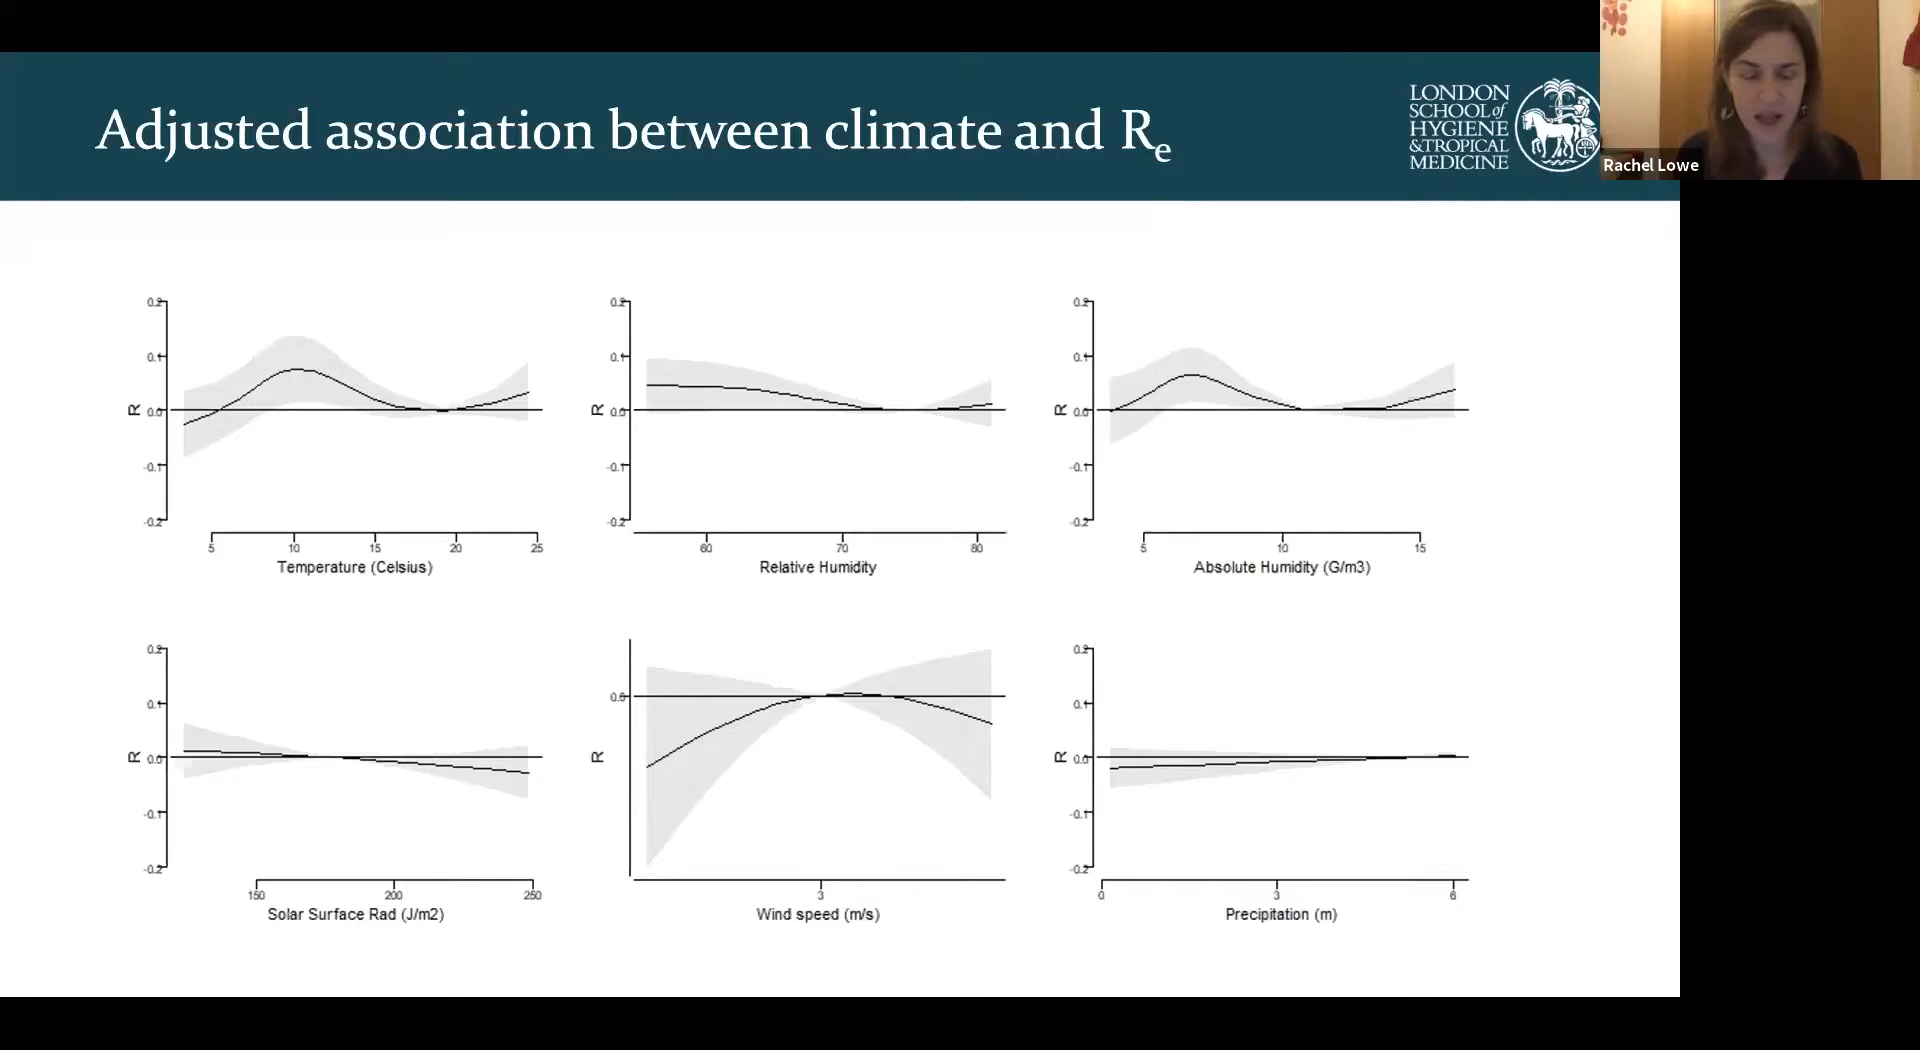 Adjusted association between climate and Re
LONDON
SCHOOL of
HYGIENE
&TROPICAL
MEDICINE
Rachel Lowe
0.2
0.1
0.0
-0.1
-0.2
R
5 10 15 20 25
Temperature (Celsius)
0.2
0.1
0.0
-0.1
-0.2
R
60 70 80
Relative Humidity
0.2
0.1
0.0
-0.1
-0.2
R
5 10 15
Absolute Humidity (G/m3)
0.2
0.1
0.0
-0.1
-0.2
R
150 200 250
Solar Surface Rad (J/m2)
0.0
R
3
Wind speed (m/s)
0.2
0.1
0.0
-0.1
-0.2
R
0 3 6
Precipitation (m)